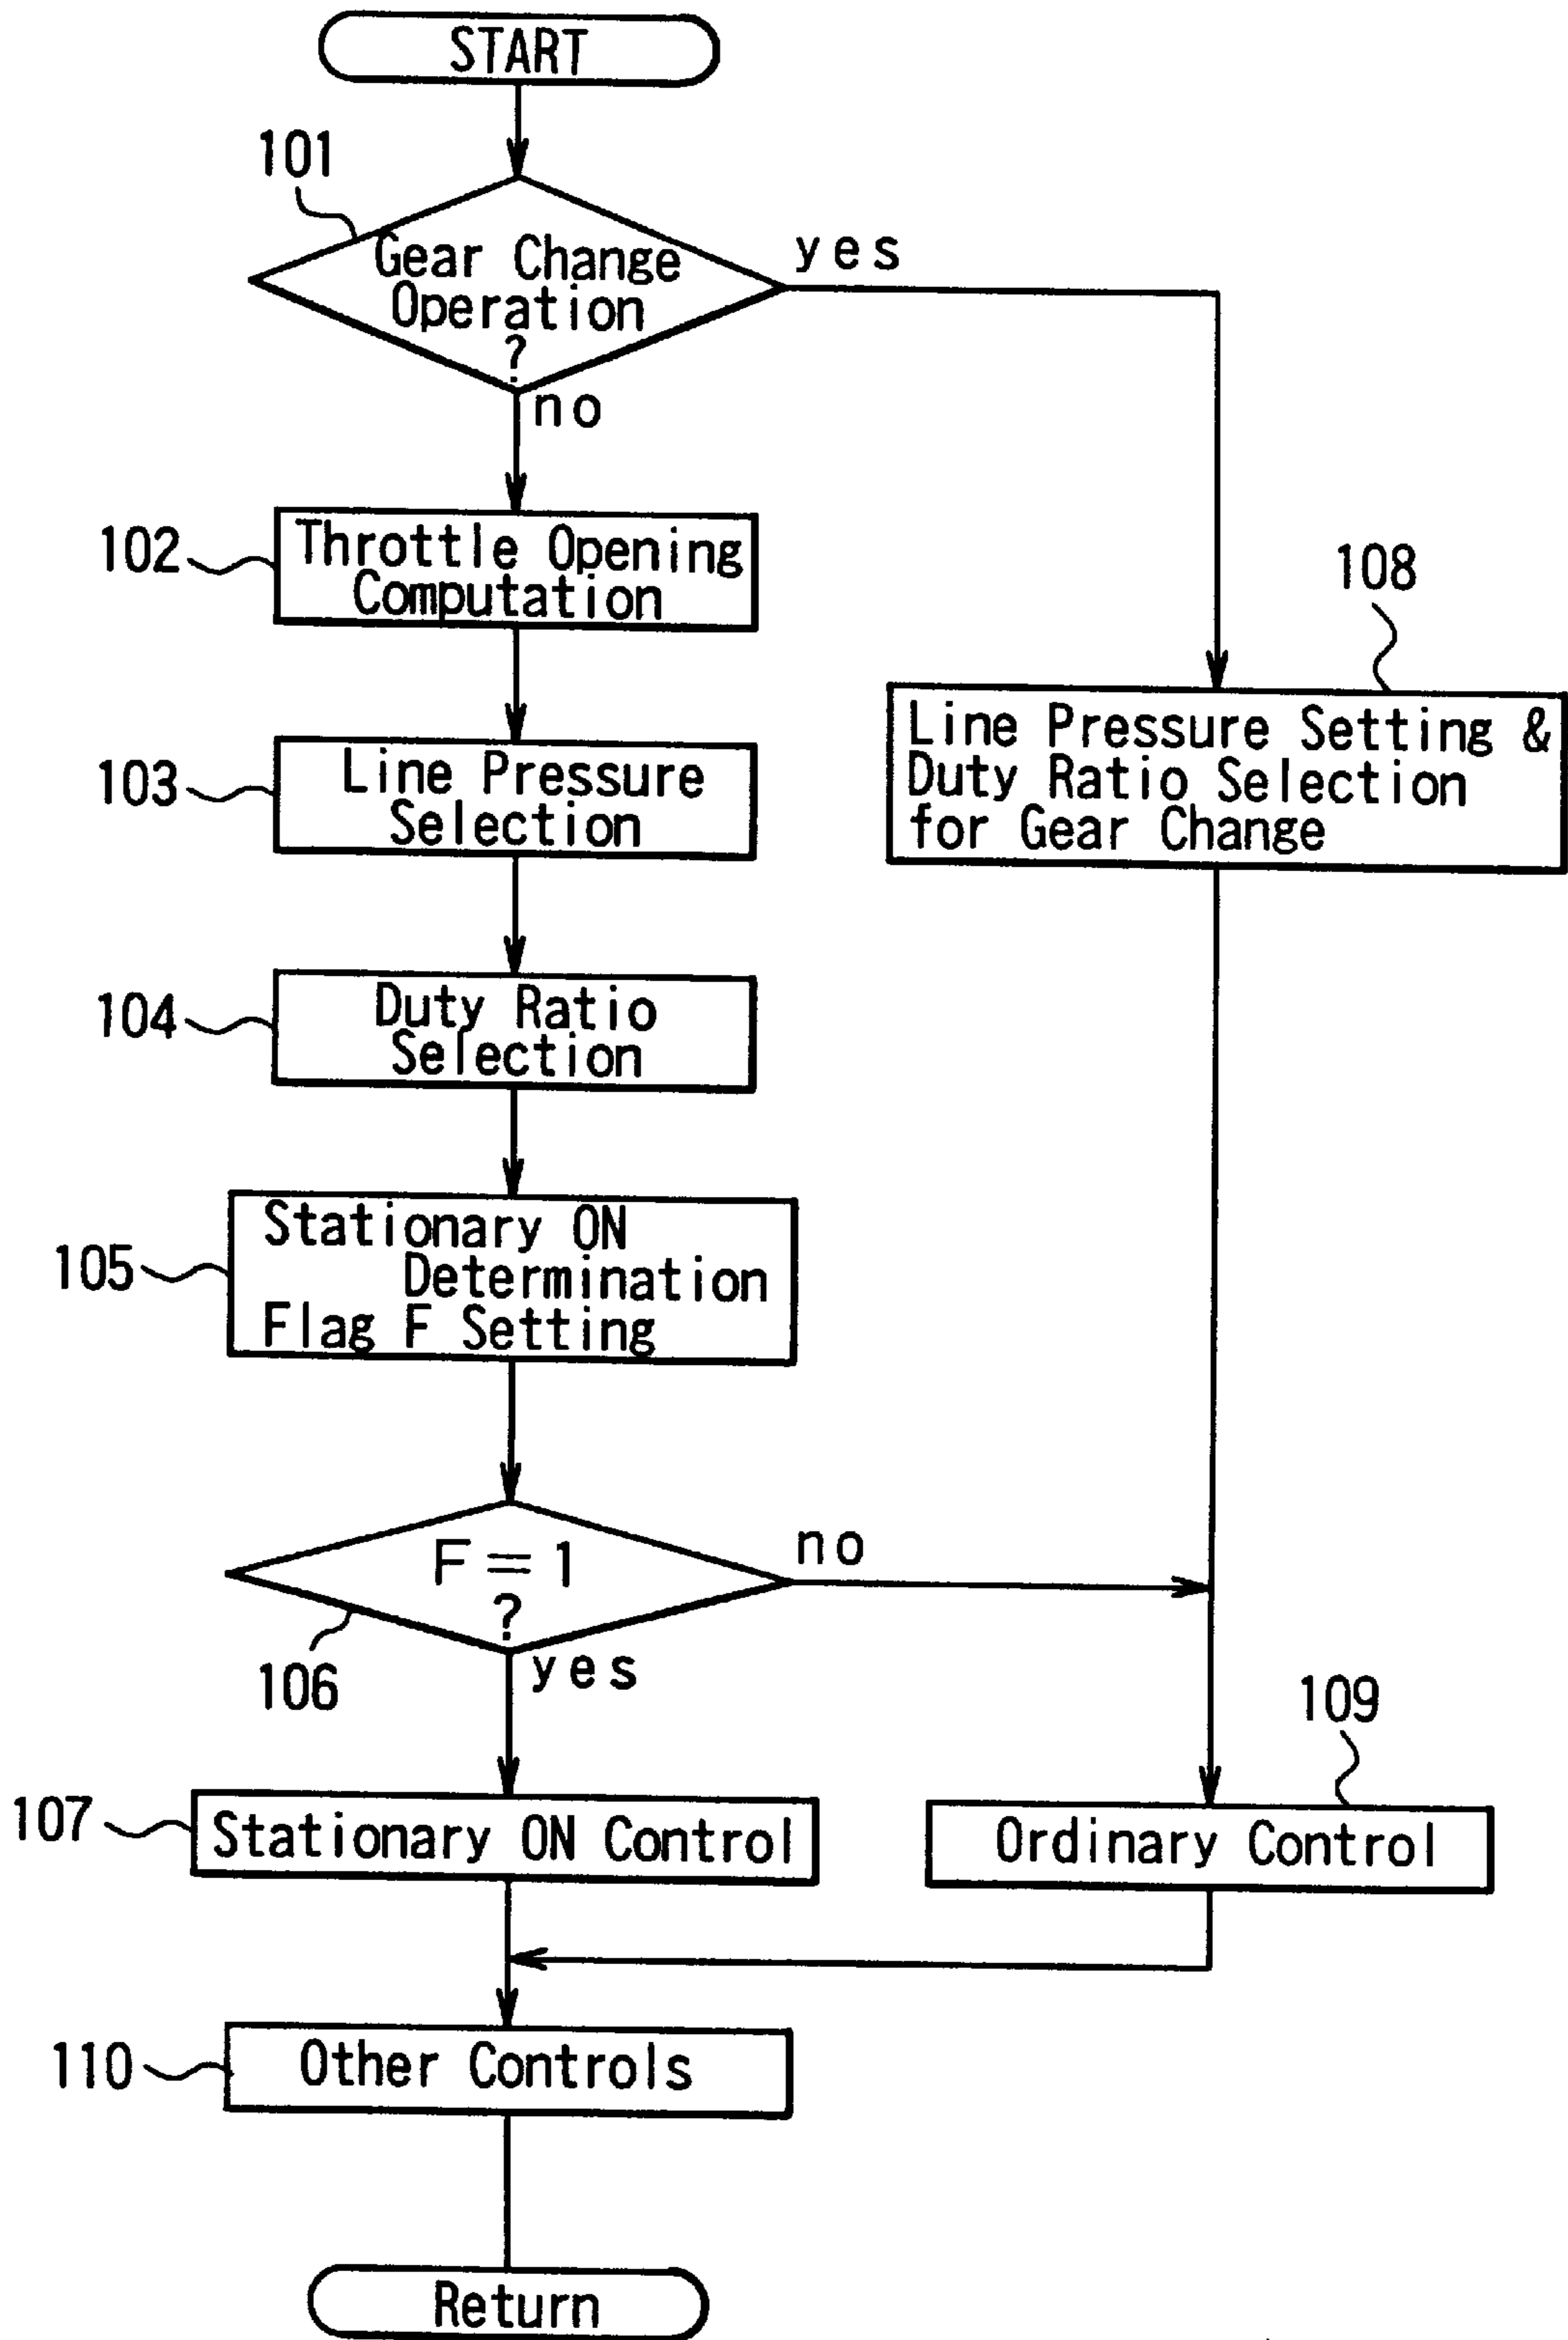 START
101
Gear Change
Operation
?
yes
no
102
Throttle Opening
Computation
108
Line Pressure Setting &
Duty Ratio Selection
for Gear Change
103
Line Pressure
Selection
104
Duty Ratio
Selection
105
Stationary ON
Determination
Flag F Setting
F=1
?
no
106
yes
109
107
Stationary ON Control
Ordinary Control
110
Other Controls
Return